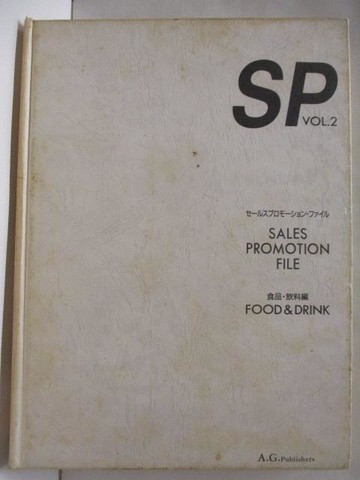 SP
VOL.2
セールスプロモーション・ファイル
SALES
PROMOTION
FILE
食品・飲料編
FOOD & DRINK
A.G.Publishers